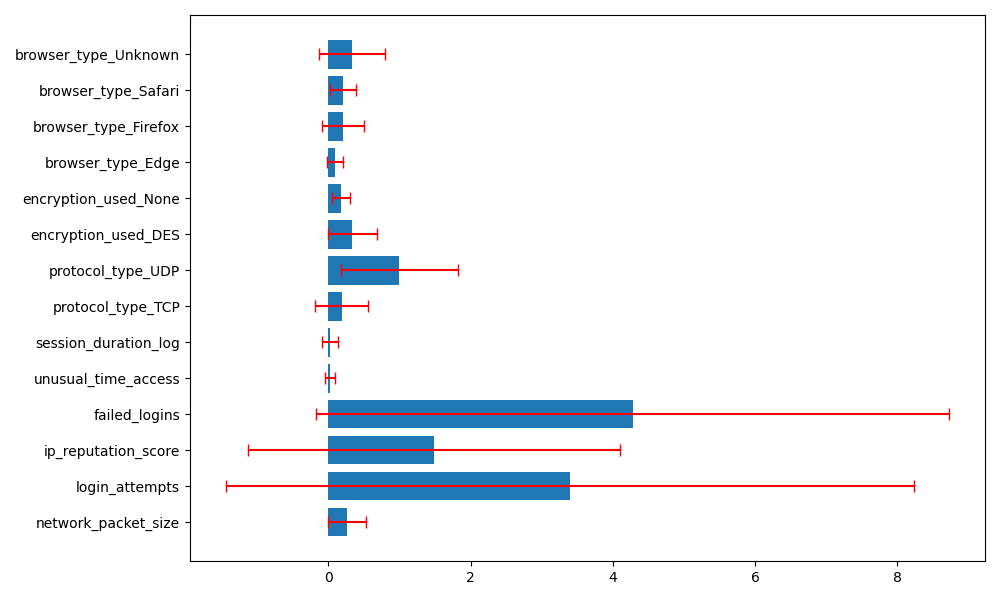 browser_type_Unknown
browser_type_Safari
browser_type_Firefox
browser_type_Edge
encryption_used_None
encryption_used_DES
protocol_type_UDP
protocol_type_TCP
session_duration_log
unusual_time_access
failed_logins
ip_reputation_score
login_attempts
network_packet_size
0 2 4 6 8